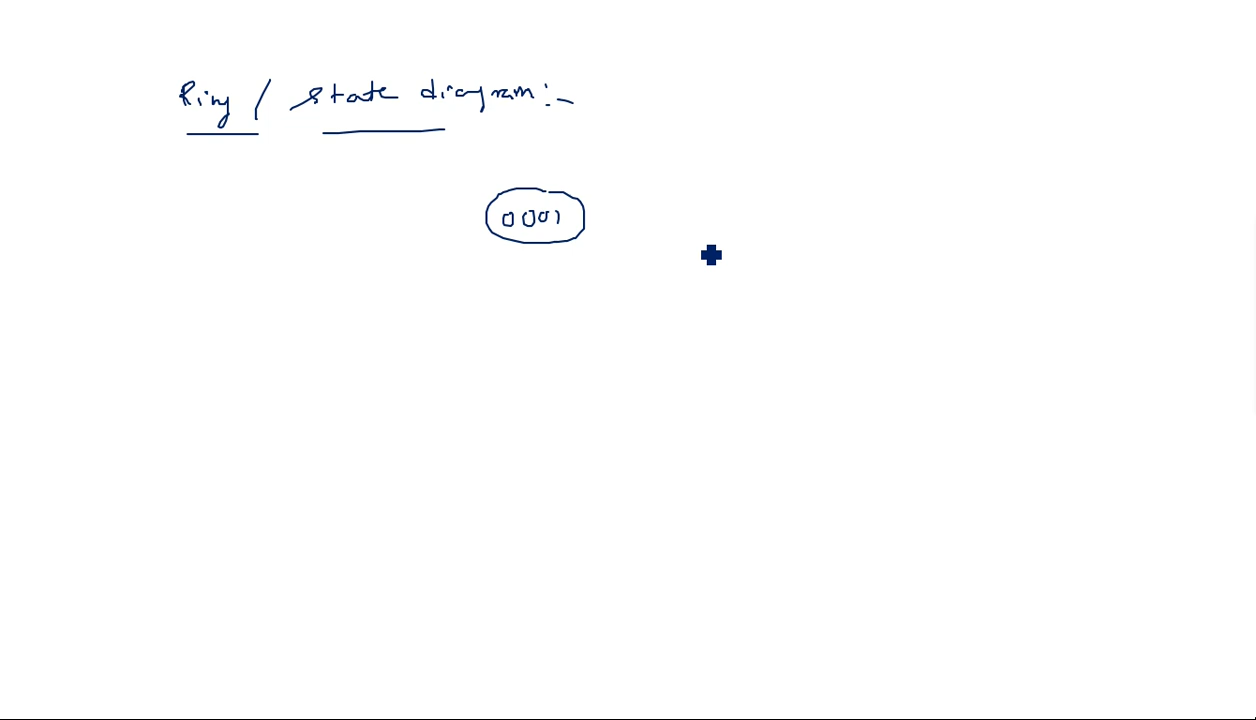 Ring / state diagram :-
0001